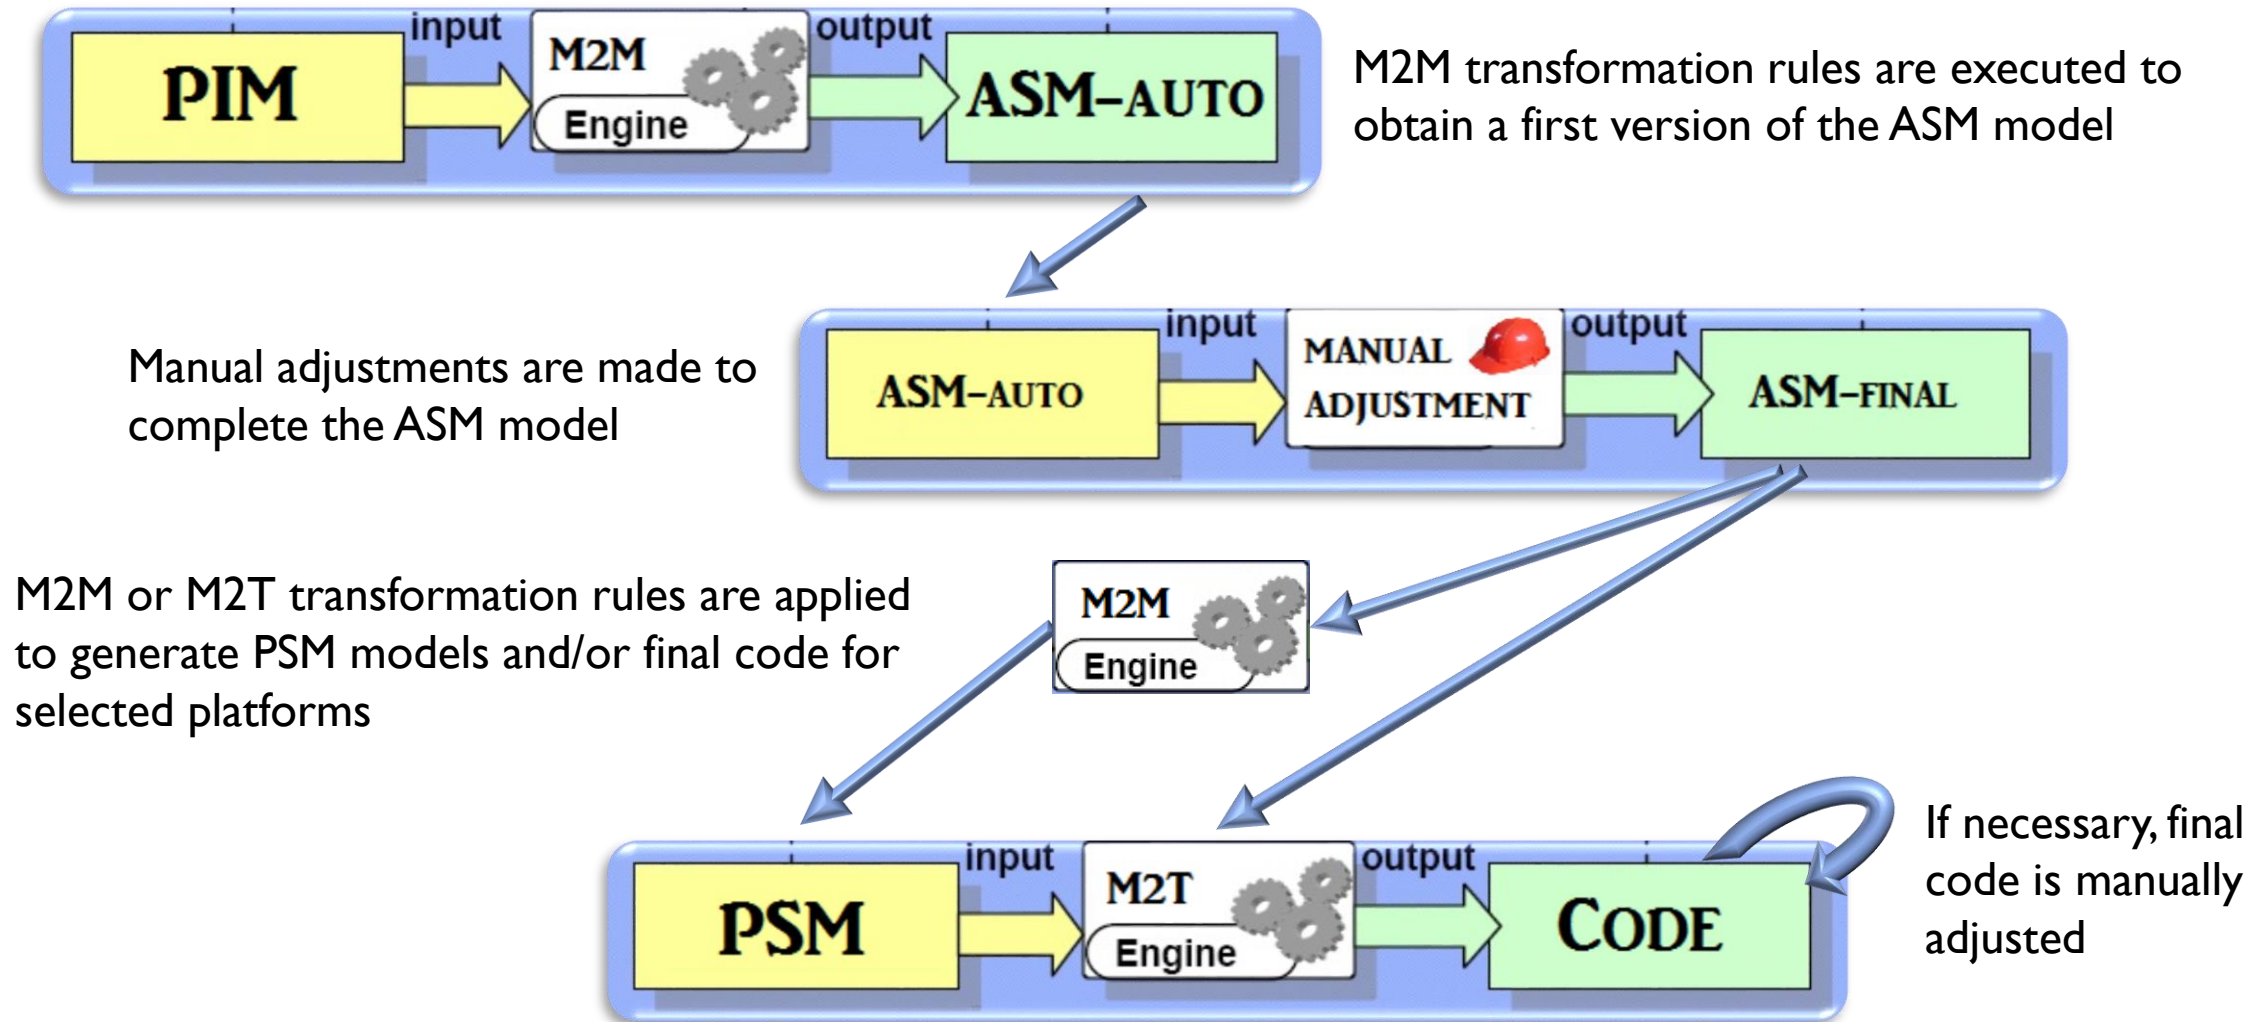 input
output
PIM
M2M
Engine
ASM-AUTO
M2M transformation rules are executed to
obtain a first version of the ASM model
Manual adjustments are made to
complete the ASM model
input
output
ASM-AUTO
MANUAL
ADJUSTMENT
ASM-FINAL
M2M or M2T transformation rules are applied
to generate PSM models and/or final code for
selected platforms
M2M
Engine
input
output
PSM
M2T
Engine
CODE
If necessary, final
code is manually
adjusted